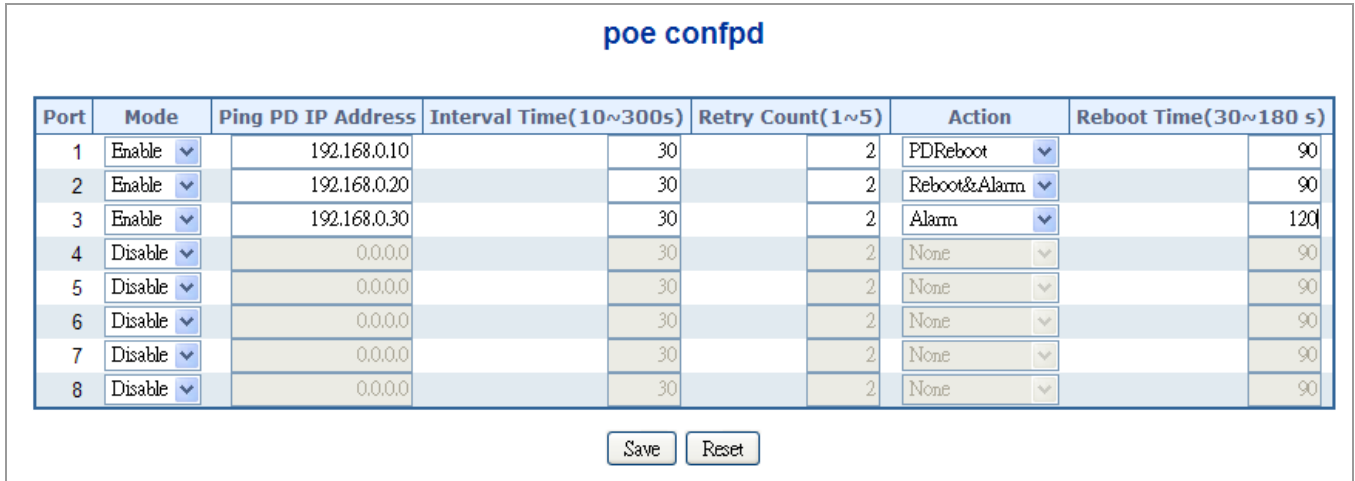 poe confpd
Port Mode Ping PD IP Address Interval Time(10~300s) Retry Count(1~5) Action Reboot Time(30~180 s)
1 Enable 192.168.0.10 30 2 PDReboot 90
2 Enable 192.168.0.20 30 2 Reboot&Alarm 90
3 Enable 192.168.0.30 30 2 Alarm 120
4 Disable 0.0.0.0 30 2 None 90
5 Disable 0.0.0.0 30 2 None 90
6 Disable 0.0.0.0 30 2 None 90
7 Disable 0.0.0.0 30 2 None 90
8 Disable 0.0.0.0 30 2 None 90
Save Reset